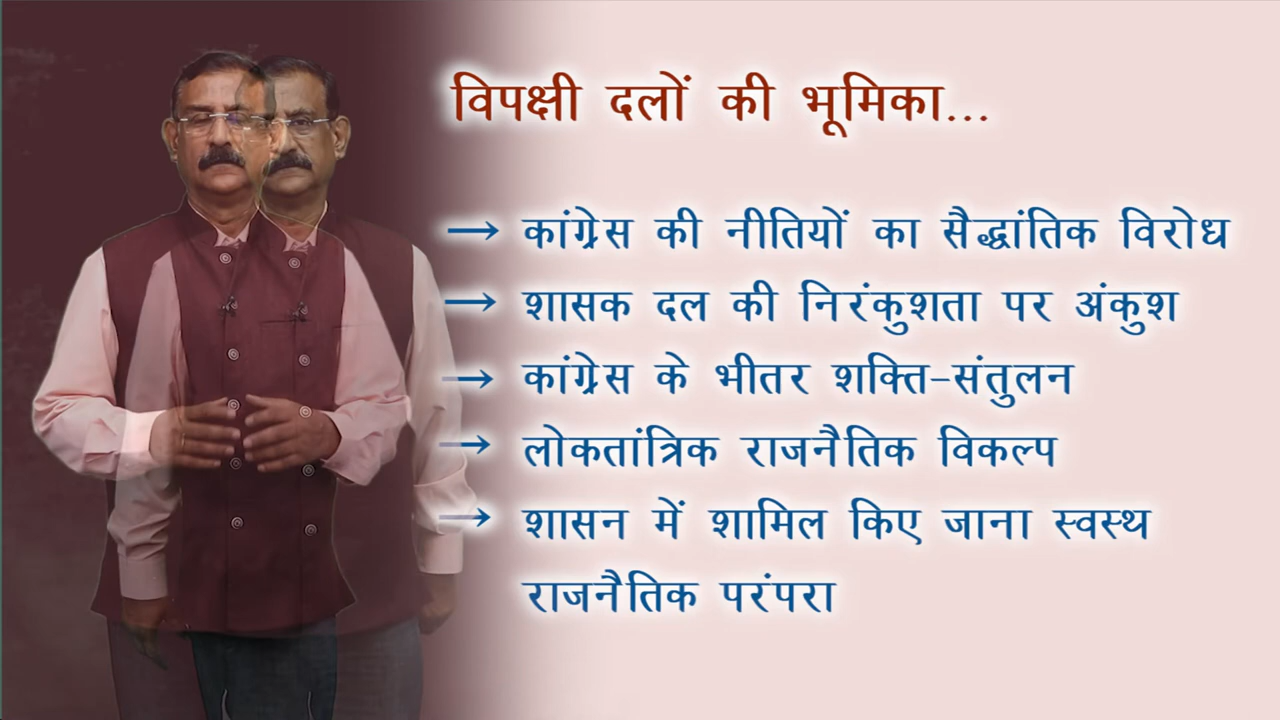 विपक्षी दलों की भूमिका...
→ कांग्रेस की नीतियों का सैद्धांतिक विरोध
→ शासक दल की निरंकुशता पर अंकुश
→ कांग्रेस के भीतर शक्ति-संतुलन
→ लोकतांत्रिक राजनैतिक विकल्प
→ शासन में शामिल किए जाना स्वस्थ
राजनैतिक परंपरा